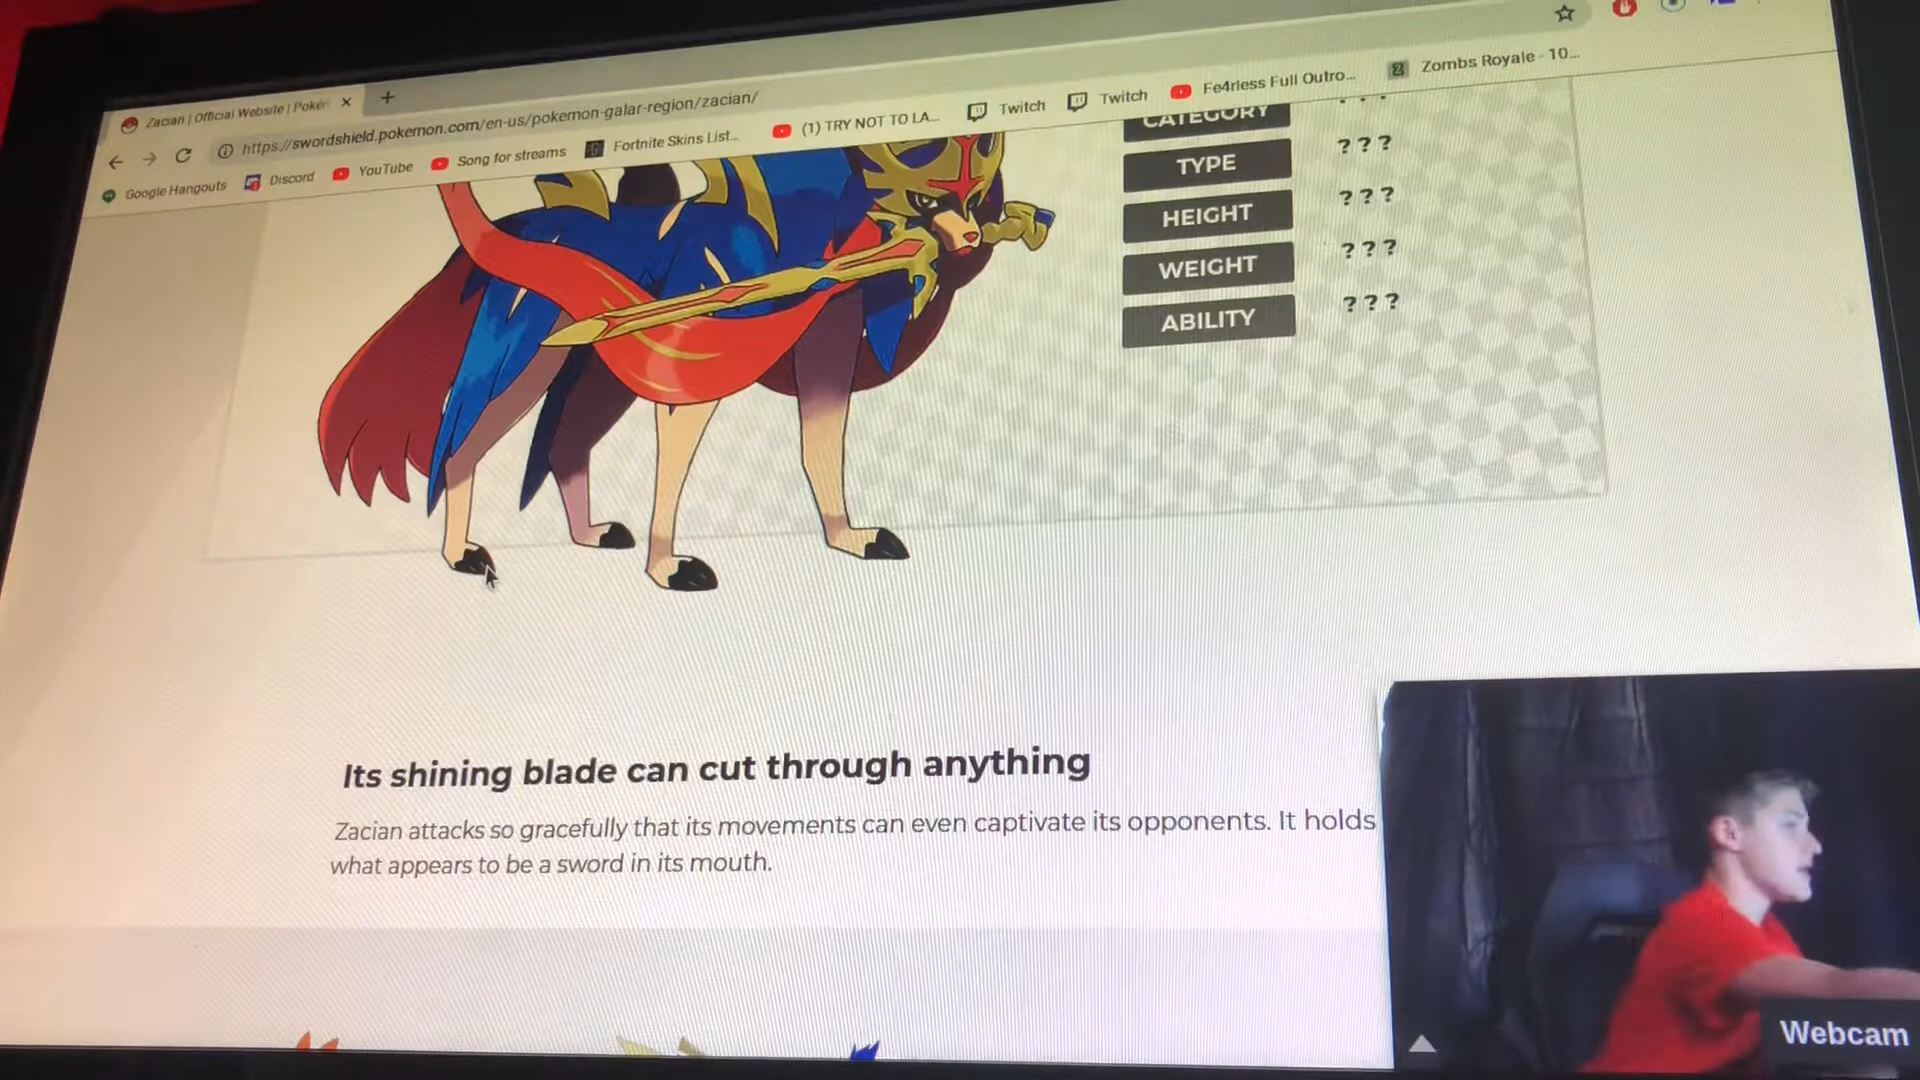 Zacian | Official Website | Pokém
https://swordshield.pokemon.com/en-us/pokemon-galar-region/zacian/
Google Hangouts
Discord
YouTube
Song for streams
Fortnite Skins List...
(1) TRY NOT TO LA...
Twitch
Twitch
Fe4rless Full Outro...
Zombs Royale - 10...
CATEGORY
TYPE ???
HEIGHT ???
WEIGHT ???
ABILITY ???
Its shining blade can cut through anything
Zacian attacks so gracefully that its movements can even captivate its opponents. It holds
what appears to be a sword in its mouth.
Webcam